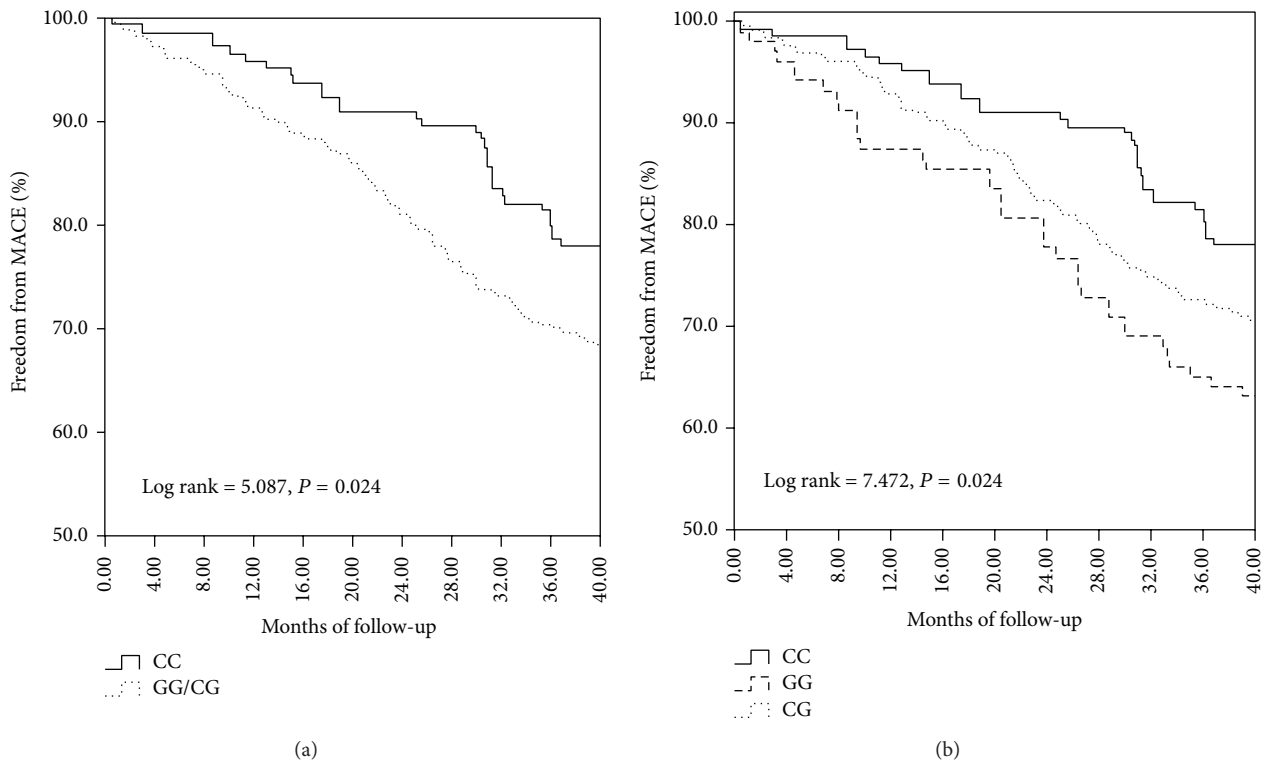 100.0
90.0
80.0
70.0
60.0
50.0
Freedom from MACE (%)
Log rank = 5.087, P = 0.024
0.00
4.00
8.00
12.00
16.00
20.00
24.00
28.00
32.00
36.00
40.00
Months of follow-up
CC
GG/CG
(a)
100.0
90.0
80.0
70.0
60.0
50.0
Freedom from MACE (%)
Log rank = 7.472, P = 0.024
0.00
4.00
8.00
12.00
16.00
20.00
24.00
28.00
32.00
36.00
40.00
Months of follow-up
CC
GG
CG
(b)